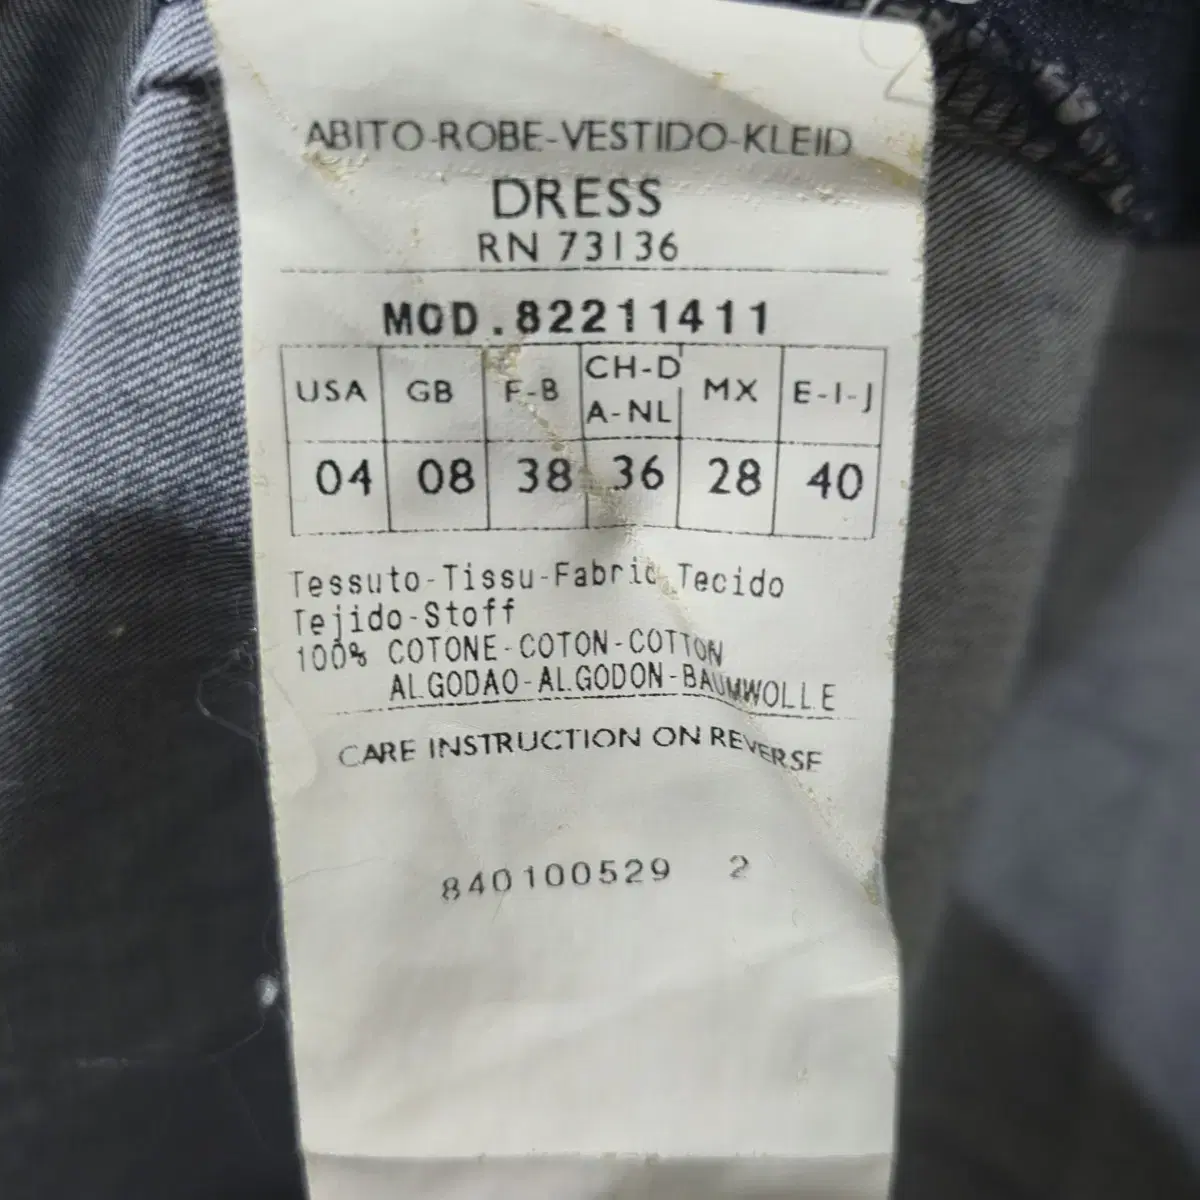 ABITO-ROBE-VESTIDO-KLEID
DRESS
RN 73136
MOD.82211411
USA GB F-B CH-D A-NL MX E-I-J
04 08 38 36 28 40
Tessuto-Tissu-Fabric Tecido
Tejido-Stoff
100% COTONE-COTON-COTTON
ALGODAO-ALGODON-BAUMWOLLE
CARE INSTRUCTION ON REVERSE
840100529 2